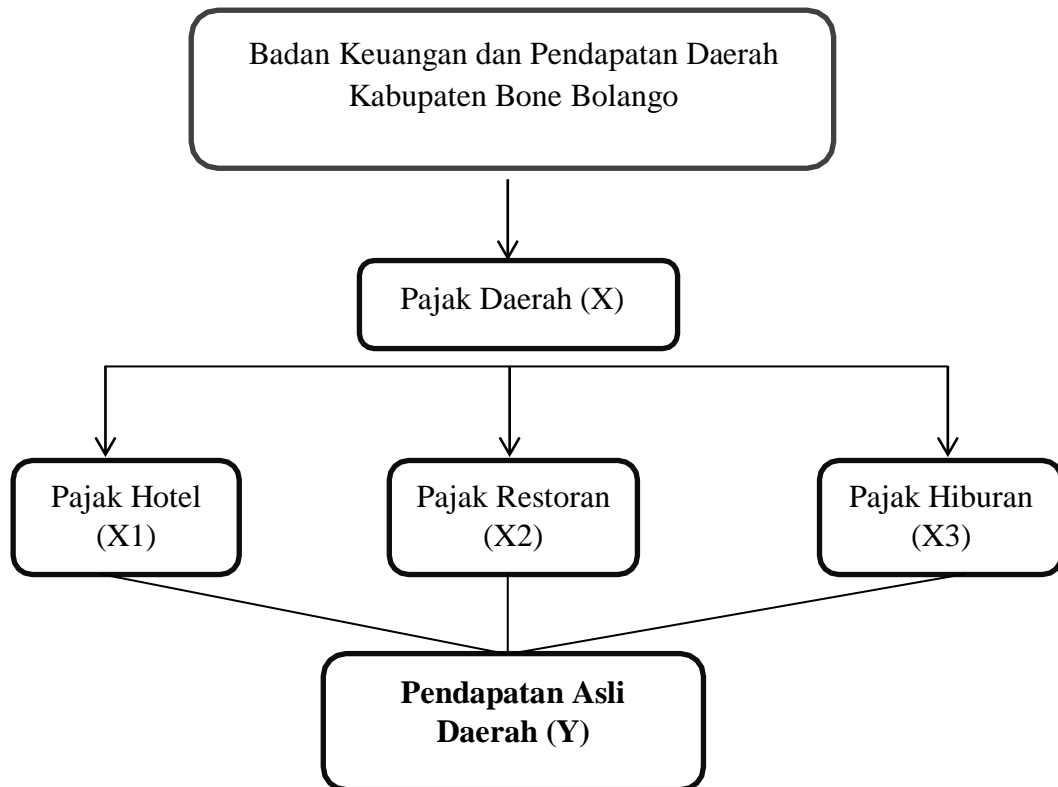 Badan Keuangan dan Pendapatan Daerah
Kabupaten Bone Bolango
Pajak Daerah (X)
Pajak Hotel
(X1)
Pajak Restoran
(X2)
Pajak Hiburan
(X3)
Pendapatan Asli
Daerah (Y)